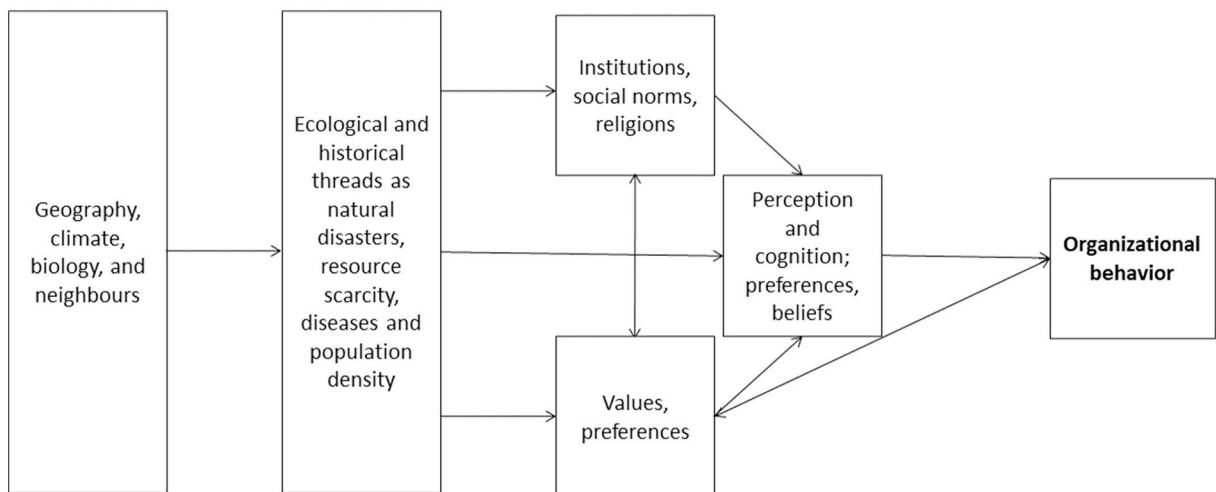 Geography,
climate,
biology, and
neighbours
Ecological and
historical
threads as
natural
disasters,
resource
scarcity,
diseases and
population
density
Institutions,
social norms,
religions
Values,
preferences
Perception
and
cognition;
preferences,
beliefs
Organizational
behavior